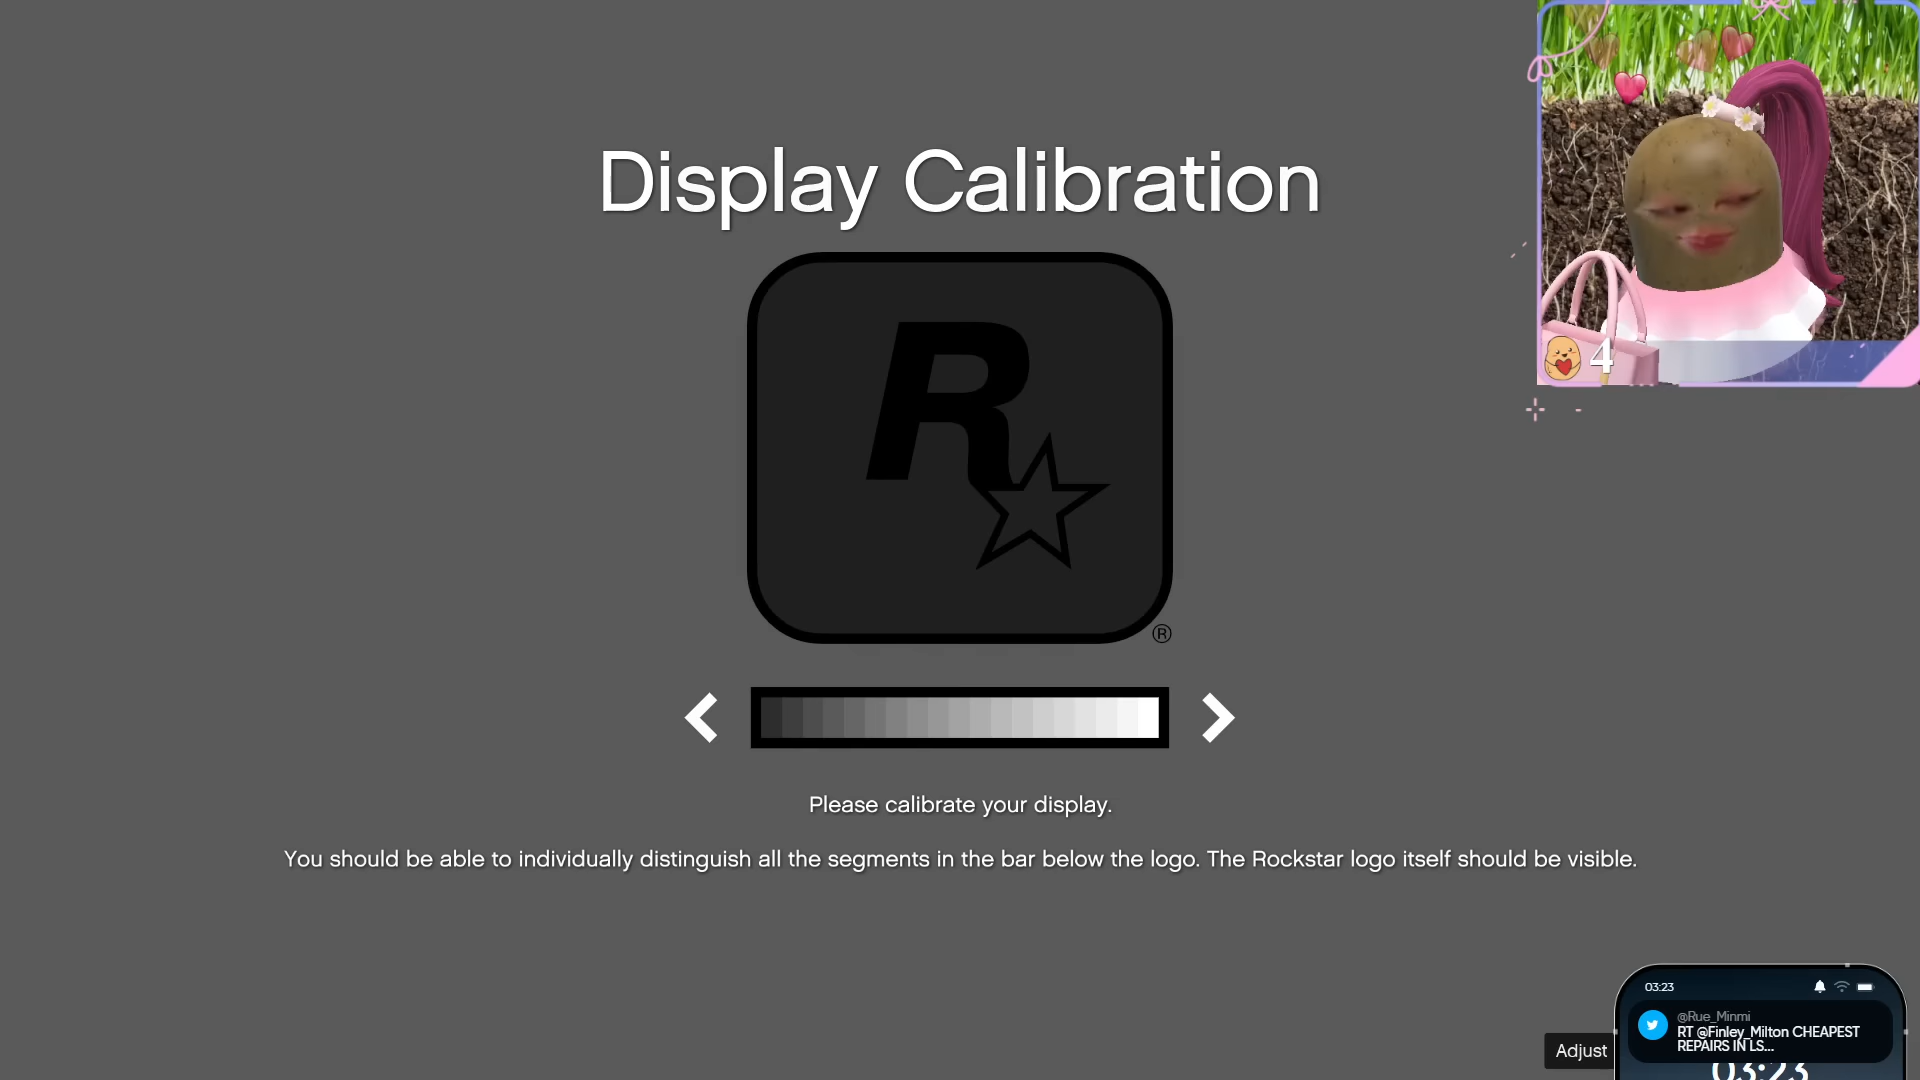 Display Calibration
R
®
4
Please calibrate your display.
You should be able to individually distinguish all the segments in the bar below the logo. The Rockstar logo itself should be visible.
03:23
@Rue_Minmi
RT @Finley_Milton CHEAPEST
REPAIRS IN LS...
Adjust
03:23